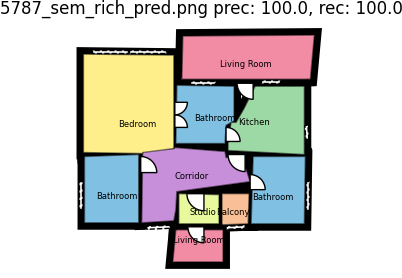 5787_sem_rich_pred.png prec: 100.0, rec: 100.0
Living Room
Bedroom
Bathroom
Kitchen
Corridor
Bathroom
Bathroom
Studio
Balcony
Living Room